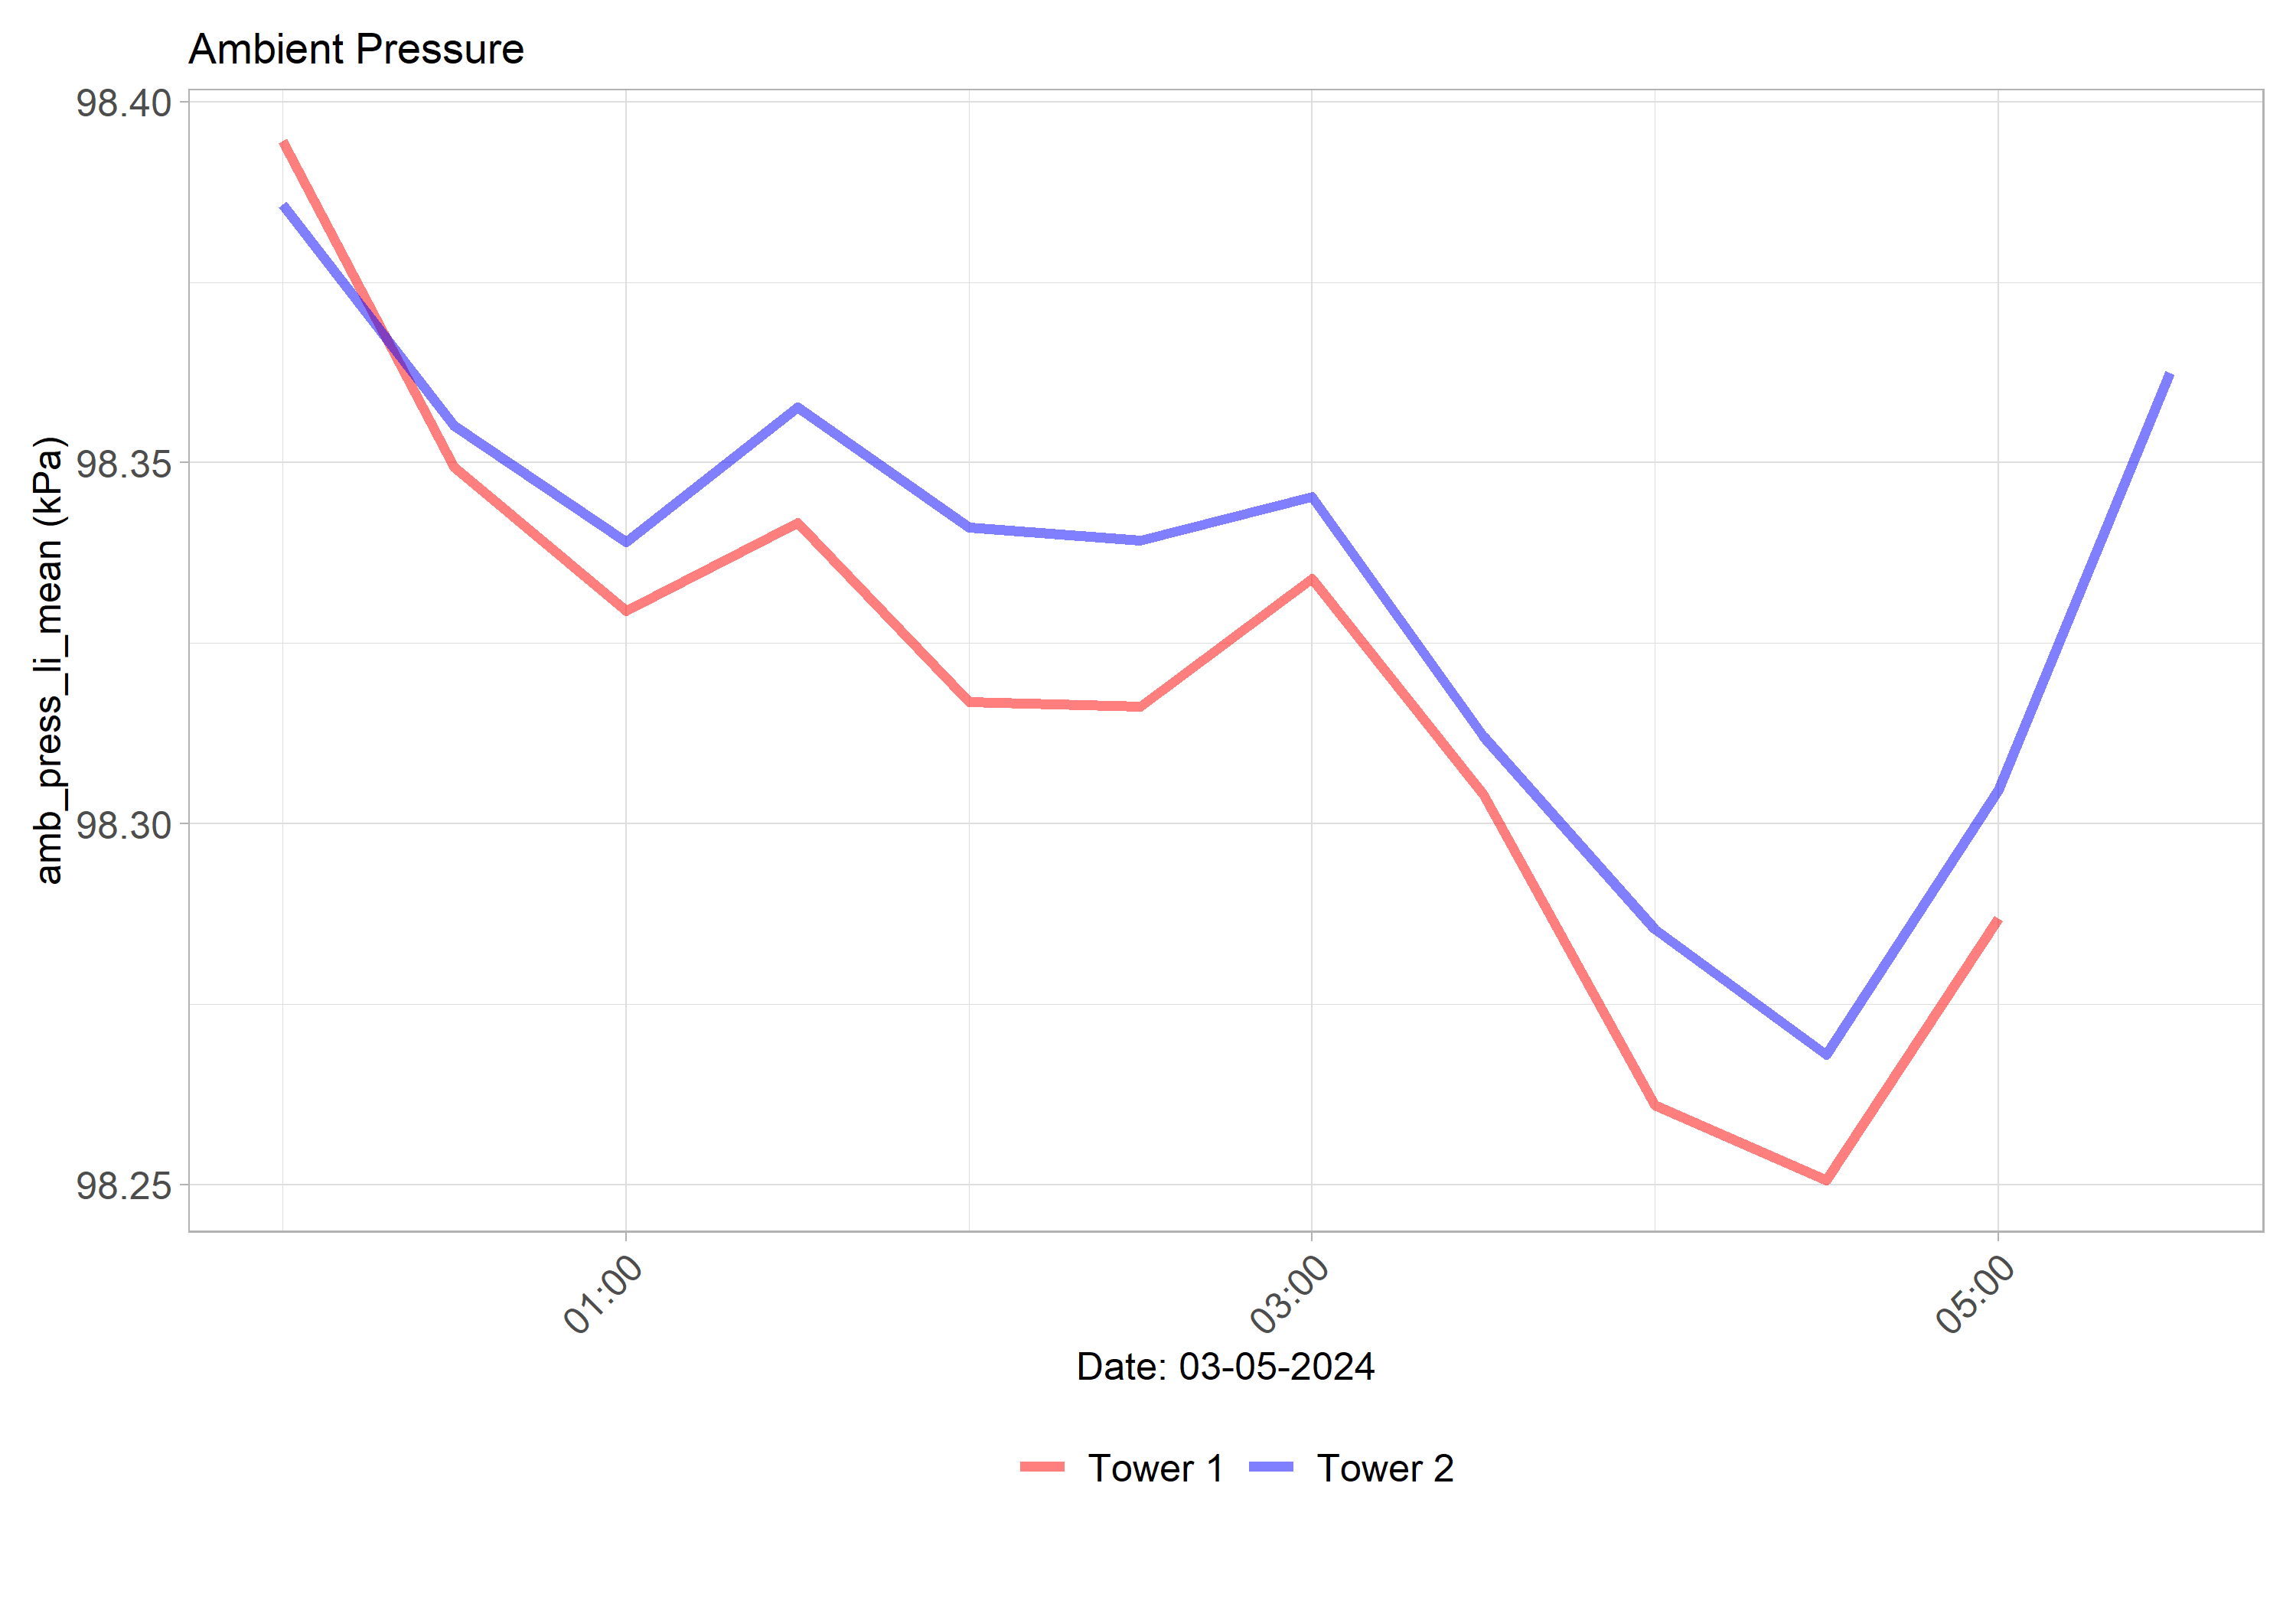 Ambient Pressure
amb_press_li_mean (kPa)
98.40
98.35
98.30
98.25
01:00
03:00
05:00
Date: 03-05-2024
Tower 1
Tower 2